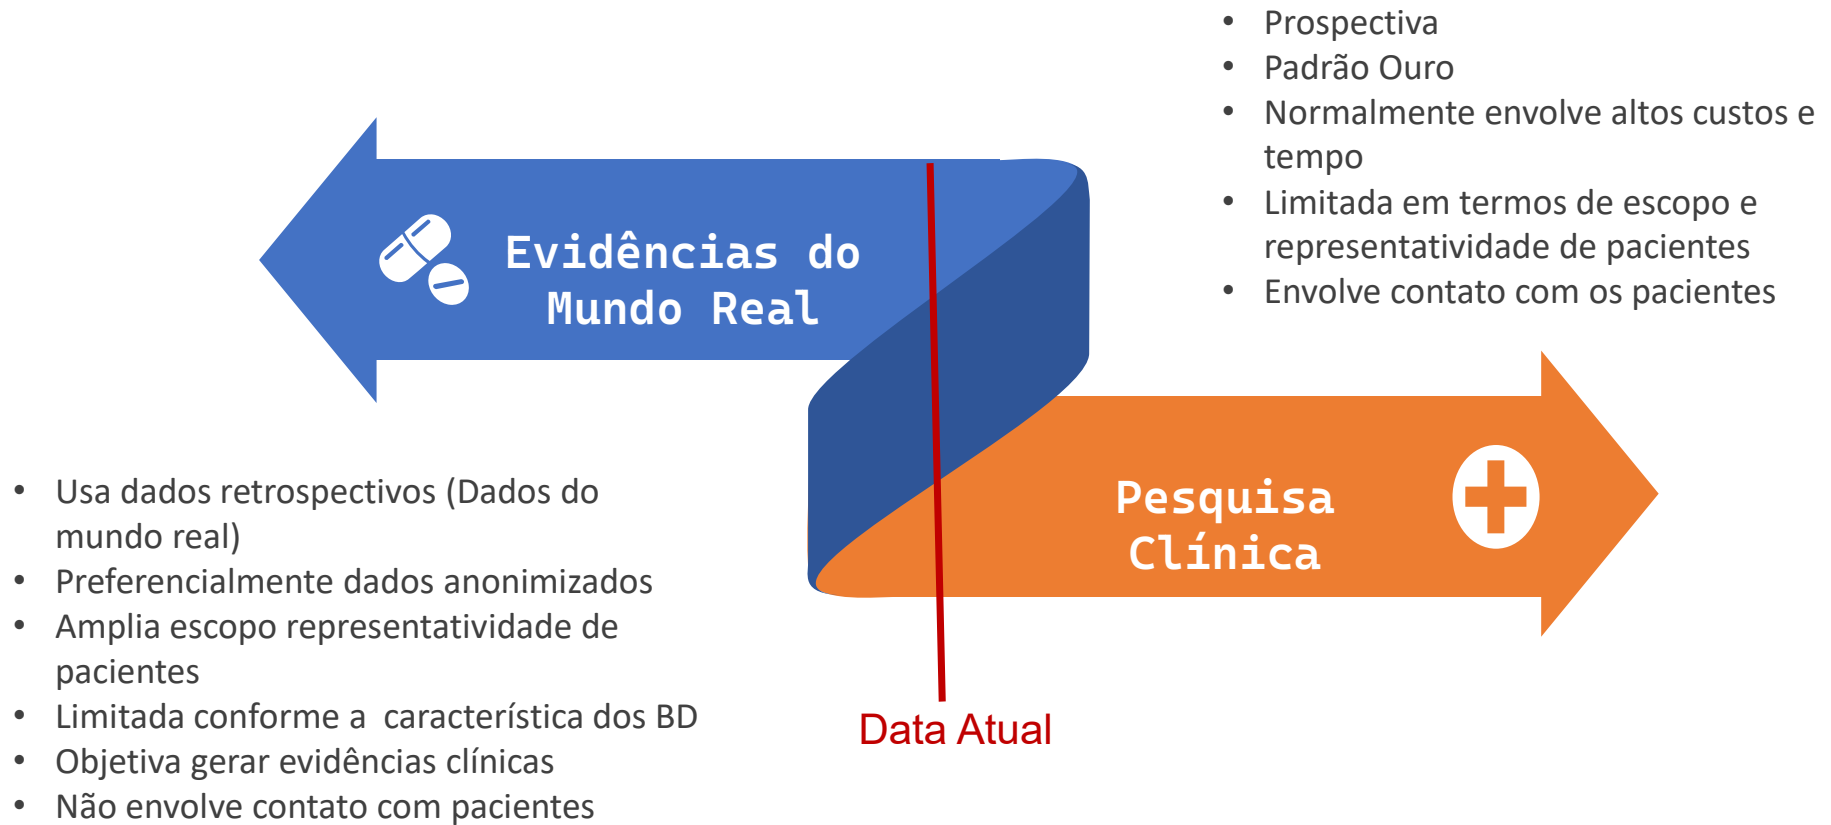 • Prospectiva
• Padrão Ouro
• Normalmente envolve altos custos e
tempo
• Limitada em termos de escopo e
representatividade de pacientes
• Envolve contato com os pacientes
Evidências do
Mundo Real
Pesquisa
Clínica
• Usa dados retrospectivos (Dados do
mundo real)
• Preferencialmente dados anonimizados
• Amplia escopo representatividade de
pacientes
• Limitada conforme a  característica dos BD
• Objetiva gerar evidências clínicas
• Não envolve contato com pacientes
Data Atual